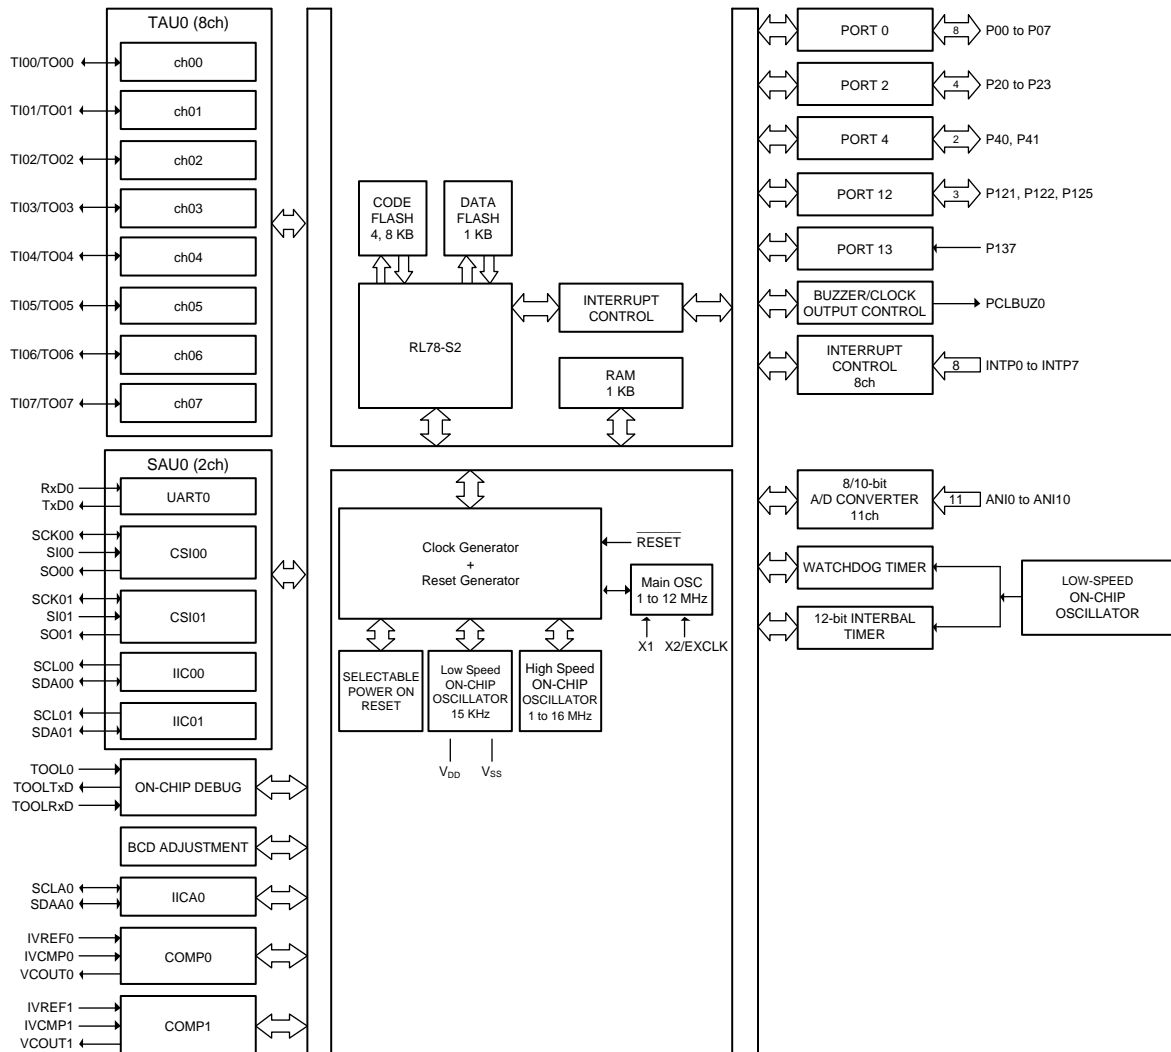 TAU0 (8ch)
TI00/TO00
ch00
TI01/TO01
ch01
TI02/TO02
ch02
TI03/TO03
ch03
TI04/TO04
ch04
TI05/TO05
ch05
TI06/TO06
ch06
TI07/TO07
ch07
SAU0 (2ch)
RxD0
TxD0
UART0
SCK00
SI00
SO00
CSI00
SCK01
SI01
SO01
CSI01
SCL00
SDA00
IIC00
SCL01
SDA01
IIC01
TOOL0
TOOLTxD
TOOLRxD
ON-CHIP DEBUG
BCD ADJUSTMENT
SCLA0
SDAA0
IICA0
IVREF0
IVCMP0
VCOUT0
COMP0
IVREF1
IVCMP1
VCOUT1
COMP1
CODE
FLASH
4, 8 KB
DATA
FLASH
1 KB
RL78-S2
INTERRUPT
CONTROL
RAM
1 KB
Clock Generator
+
Reset Generator
RESET
Main OSC
1 to 12 MHz
X1
X2/EXCLK
SELECTABLE
POWER ON
RESET
Low Speed
ON-CHIP
OSCILLATOR
15 KHz
High Speed
ON-CHIP
OSCILLATOR
1 to 16 MHz
VDD
VSS
PORT 0
8
P00 to P07
PORT 2
4
P20 to P23
PORT 4
2
P40, P41
PORT 12
3
P121, P122, P125
PORT 13
P137
BUZZER/CLOCK
OUTPUT CONTROL
PCLBUZ0
INTERRUPT
CONTROL
8ch
8
INTP0 to INTP7
8/10-bit
A/D CONVERTER
11ch
11
ANI0 to ANI10
WATCHDOG TIMER
12-bit INTERBAL
TIMER
LOW-SPEED
ON-CHIP
OSCILLATOR